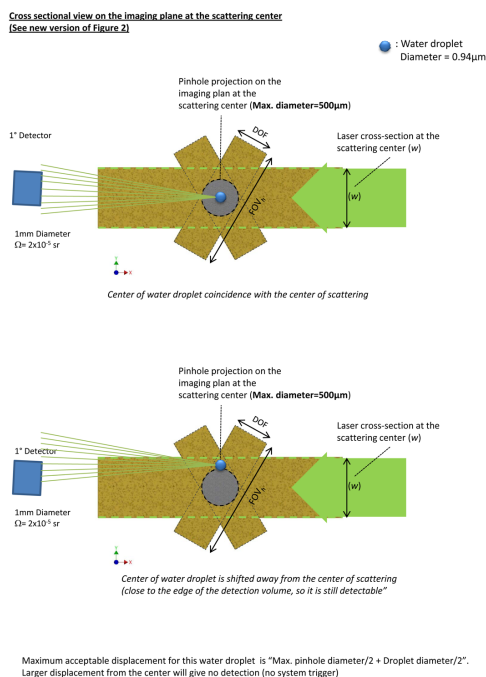 Cross sectional view on the imaging plane at the scattering center
(See new version of Figure 2)
: Water droplet
Diameter = 0.94μm
Pinhole projection on the
imaging plan at the
scattering center (Max. diameter=500μm)
1° Detector
DOF
Laser cross-section at the
scattering center (w)
FOV N
(w)
1mm Diameter
Ω= 2x10⁻⁵ sr
Y
X
Center of water droplet coincidence with the center of scattering
Pinhole projection on the
imaging plan at the
scattering center (Max. diameter=500μm)
DOF
Laser cross-section at the
scattering center (w)
1° Detector
FOV N
(w)
1mm Diameter
Ω= 2x10⁻⁵ sr
Y
X
Center of water droplet is shifted away from the center of scattering
(close to the edge of the detection volume, so it is still detectable”
Maximum acceptable displacement for this water droplet is “Max. pinhole diameter/2 + Droplet diameter/2”.
Larger displacement from the center will give no detection (no system trigger)